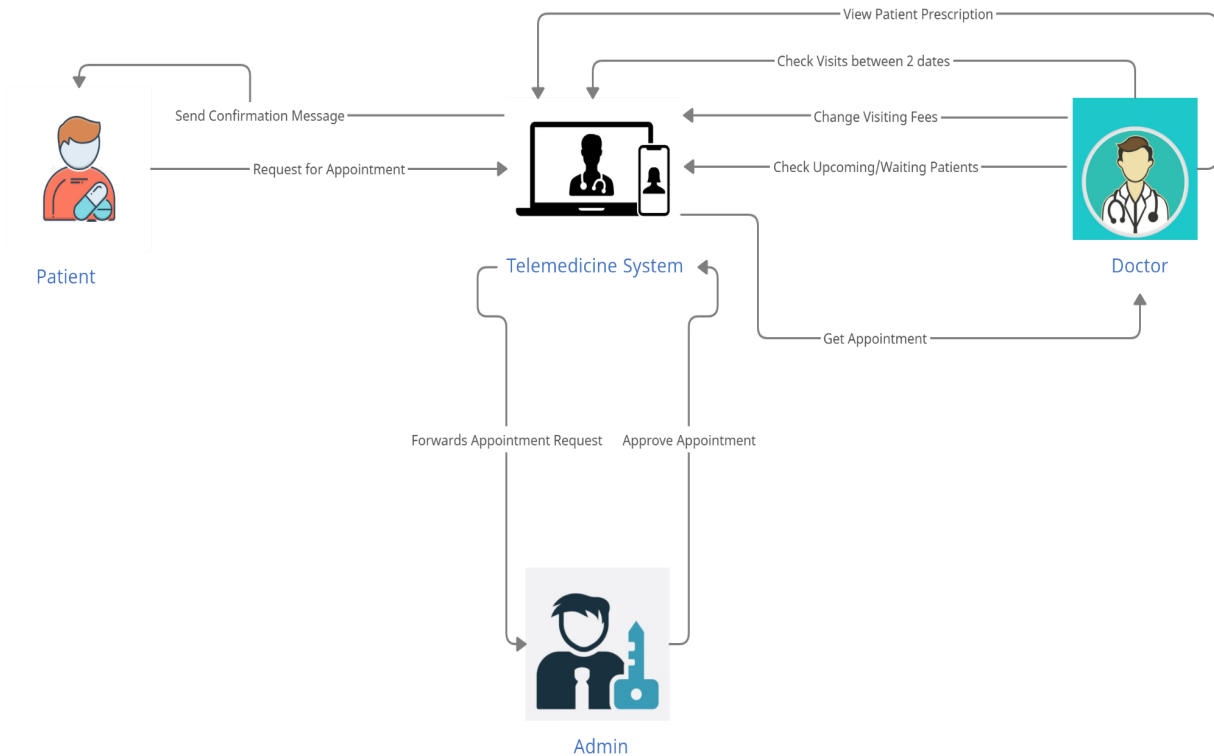 View Patient Prescription
Check Visits between 2 dates
Send Confirmation Message
Change Visiting Fees
Request for Appointment
Check Upcoming/Waiting Patients
Patient
Telemedicine System
Doctor
Get Appointment
Forwards Appointment Request
Approve Appointment
Admin